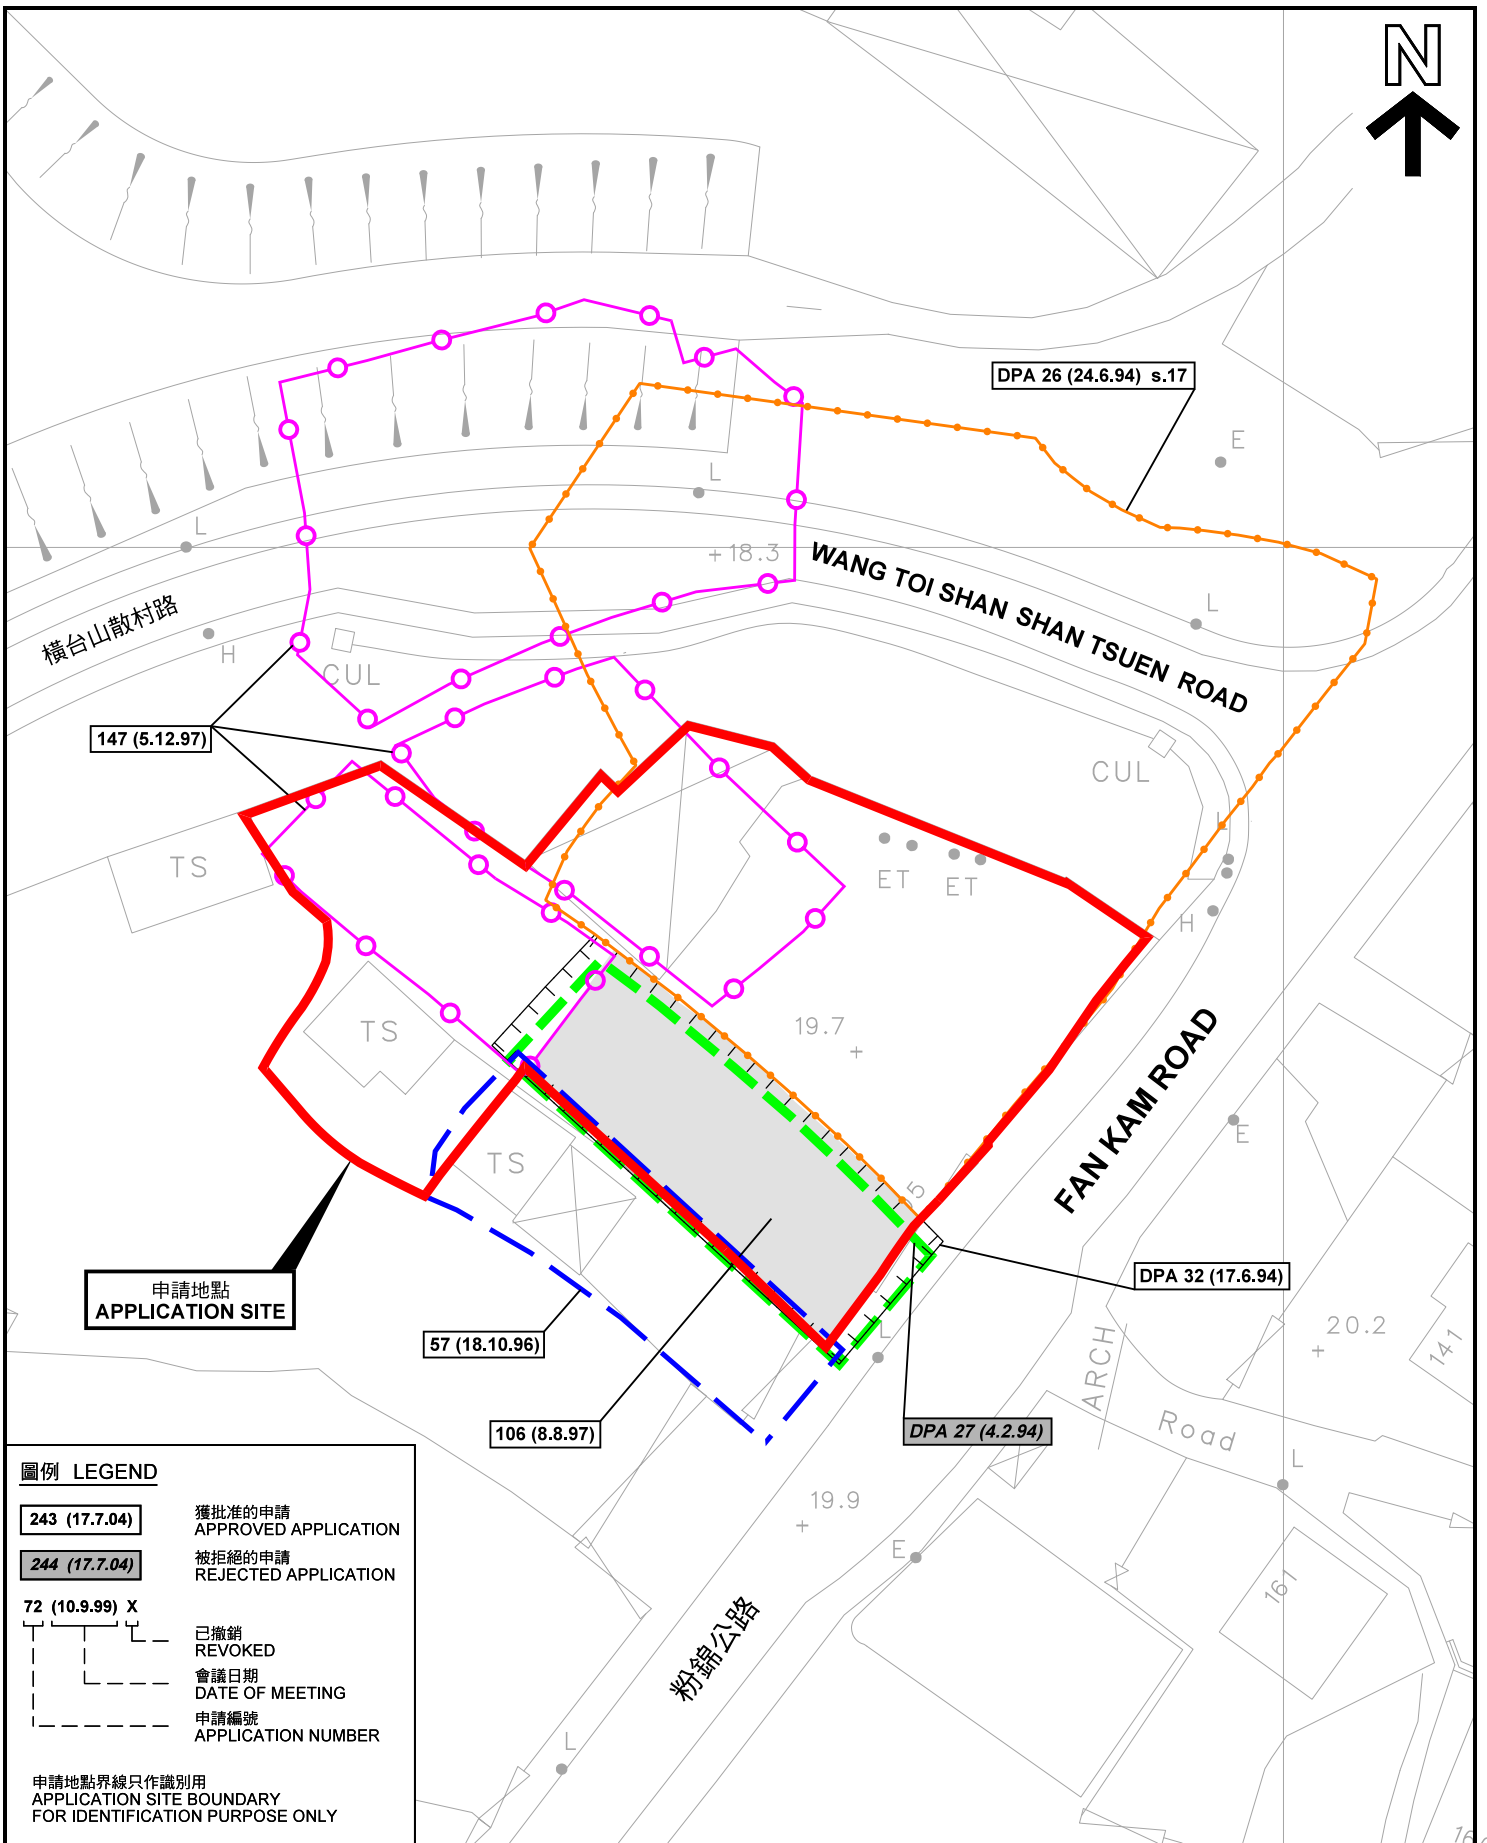 N
DPA 26 (24.6.94) s.17
E
L
L
+18.3
WANG TOI SHAN SHAN TSUEN ROAD
L
橫台山散村路
H
CUL
147 (5.12.97)
CUL
L
TS
ET
ET
H
TS
19.7
FAN KAM ROAD
E
TS
申請地點
APPLICATION SITE
DPA 32 (17.6.94)
57 (18.10.96)
L
20.2
141
ARCH
106 (8.8.97)
DPA 27 (4.2.94)
Road
L
19.9
E
161
粉錦公路
L
圖例 LEGEND
243 (17.7.04)
獲批准的申請
APPROVED APPLICATION
244 (17.7.04)
被拒絕的申請
REJECTED APPLICATION
72 (10.9.99) X
已撤銷
REVOKED
會議日期
DATE OF MEETING
申請編號
APPLICATION NUMBER
申請地點界線只作識別用
APPLICATION SITE BOUNDARY
FOR IDENTIFICATION PURPOSE ONLY